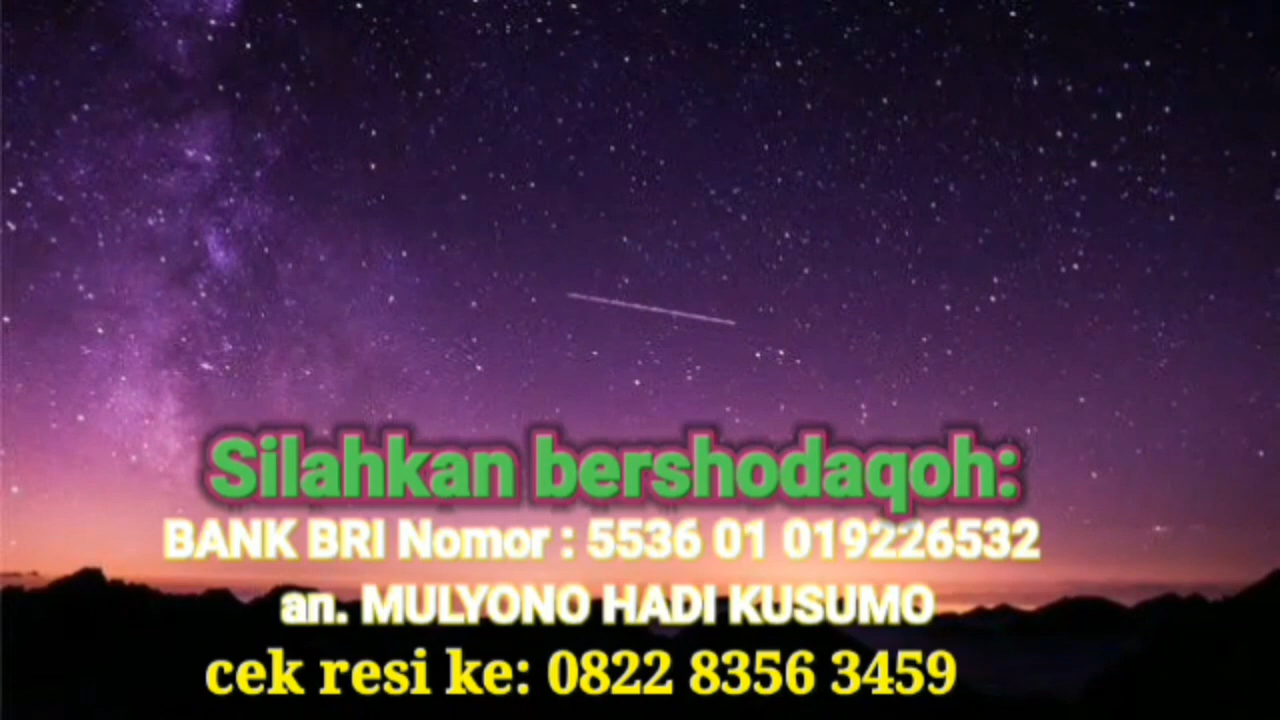 Silahkan bershodaqoh:
BANK BRI Nomor : 5536 01 019226532
an. MULYONO HADI KUSUMO
cek resi ke: 0822 8356 3459